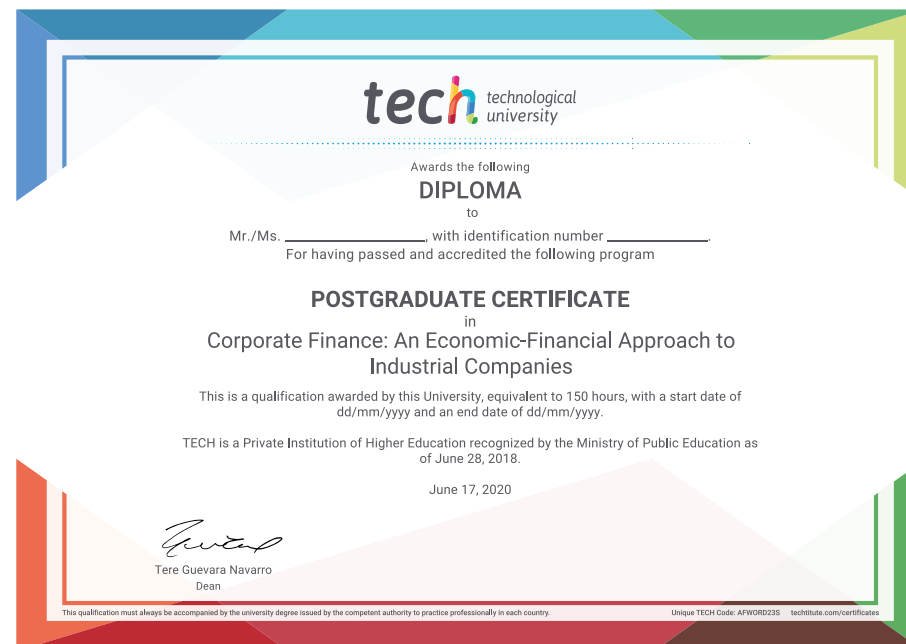 tech technological
university
Awards the following
DIPLOMA
to
Mr./Ms. ____________________, with identification number ______________.
For having passed and accredited the following program
POSTGRADUATE CERTIFICATE
in
Corporate Finance: An Economic-Financial Approach to
Industrial Companies
This is a qualification awarded by this University, equivalent to 150 hours, with a start date of
dd/mm/yyyy and an end date of dd/mm/yyyy.
TECH is a Private Institution of Higher Education recognized by the Ministry of Public Education as
of June 28, 2018.
June 17, 2020
Tere Guevara Navarro
Dean
This qualification must always be accompanied by the university degree issued by the competent authority to practice professionally in each country. Unique TECH Code: AFWORD23S techtitute.com/certificates